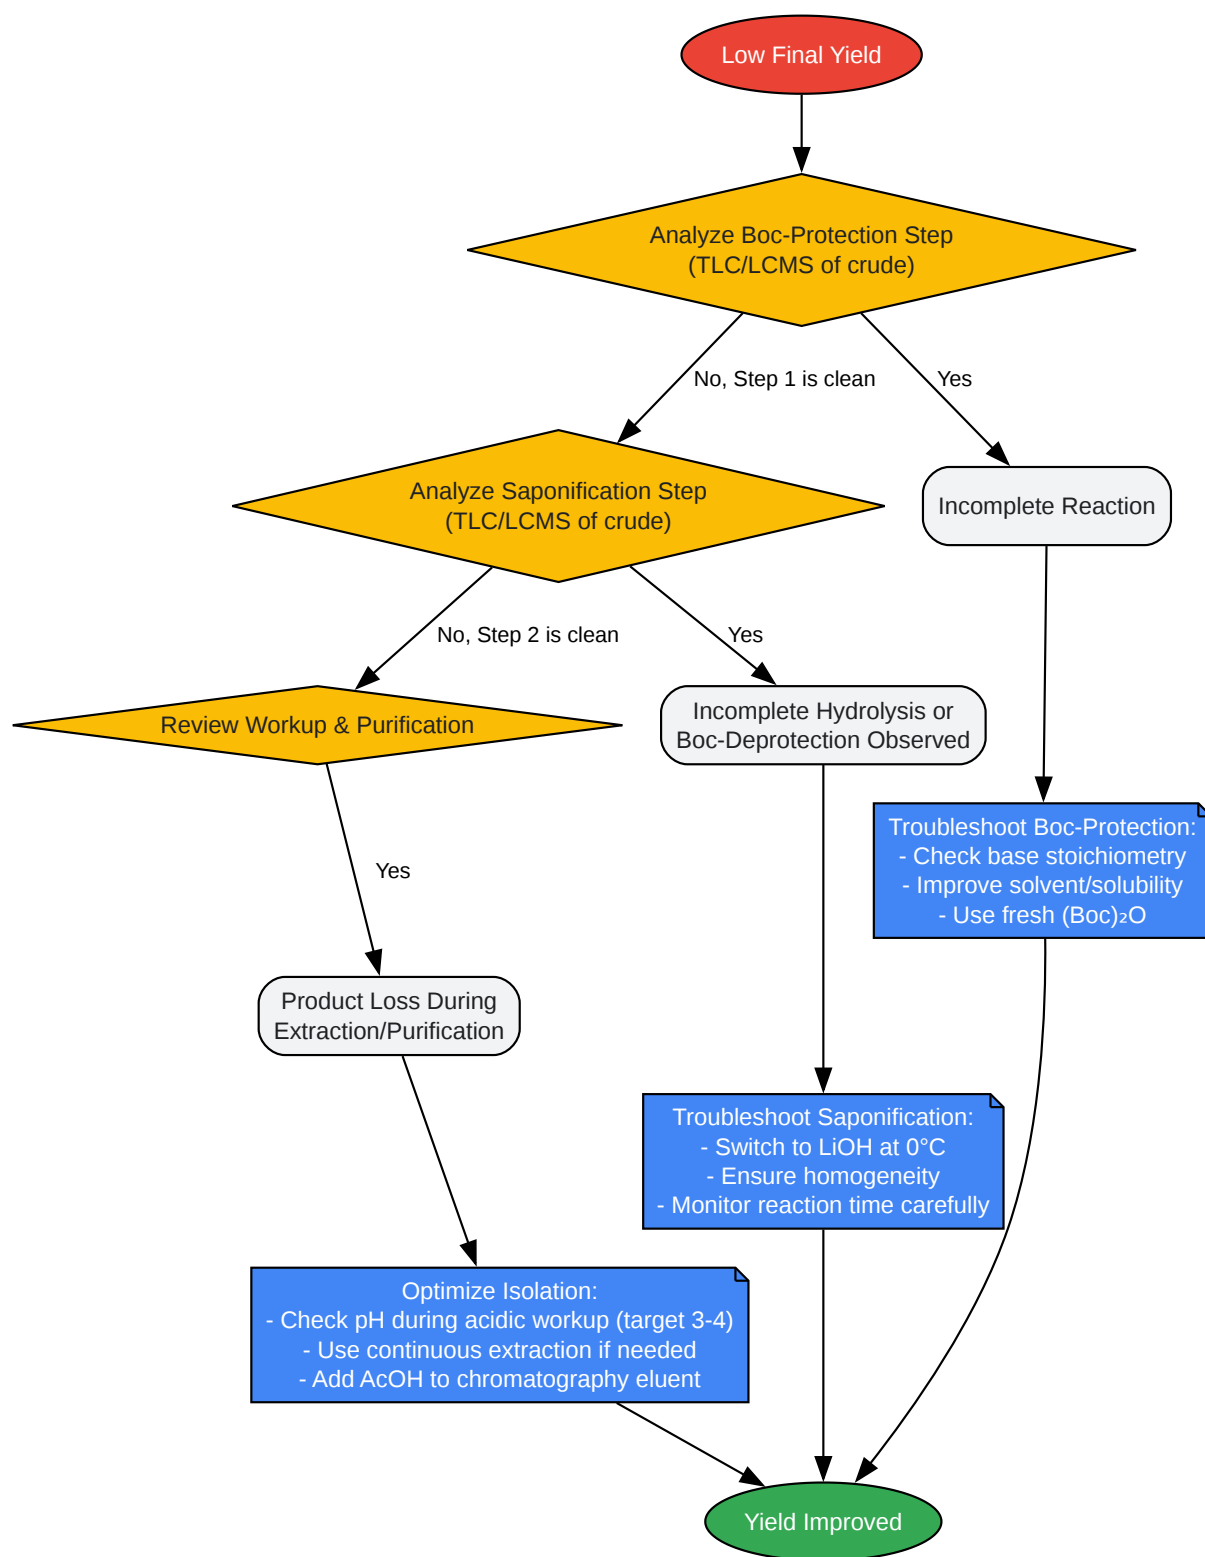 Low Final Yield
Analyze Boc-Protection Step
(TLC/LCMS of crude)
No, Step 1 is clean
Yes
Analyze Saponification Step
(TLC/LCMS of crude)
Incomplete Reaction
No, Step 2 is clean
Yes
Review Workup & Purification
Incomplete Hydrolysis or
Boc-Deprotection Observed
Troubleshoot Boc-Protection:
- Check base stoichiometry
- Improve solvent/solubility
- Use fresh (Boc)₂O
Yes
Product Loss During
Extraction/Purification
Troubleshoot Saponification:
- Switch to LiOH at 0°C
- Ensure homogeneity
- Monitor reaction time carefully
Optimize Isolation:
- Check pH during acidic workup (target 3-4)
- Use continuous extraction if needed
- Add AcOH to chromatography eluent
Yield Improved